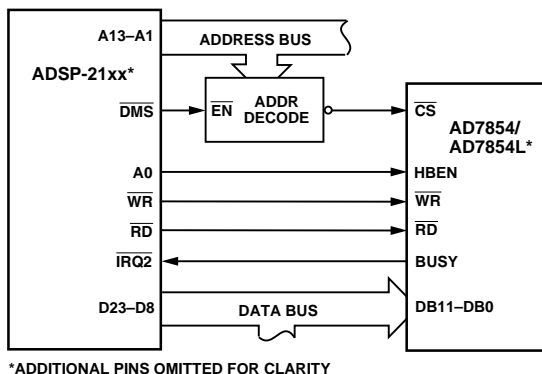 A13–A1
ADDRESS BUS
ADSP-21xx*
DMS
EN
ADDR
DECODE
CS
AD7854/
AD7854L*
A0
HBEN
WR
WR
RD
RD
IRQ2
BUSY
D23–D8
DATA BUS
DB11–DB0
*ADDITIONAL PINS OMITTED FOR CLARITY